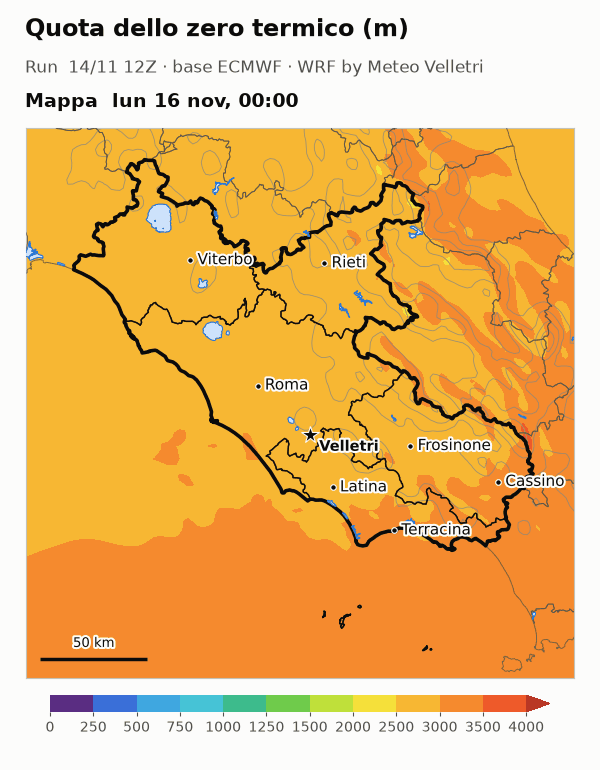 Quota dello zero termico (m)
Run  14/11 12Z · base ECMWF · WRF by Meteo Velletri
Mappa  lun 16 nov, 00:00
Viterbo
Rieti
Roma
Velletri
Frosinone
Latina
Cassino
Terracina
50 km
0 250 500 750 1000 1250 1500 2000 2500 3000 3500 4000